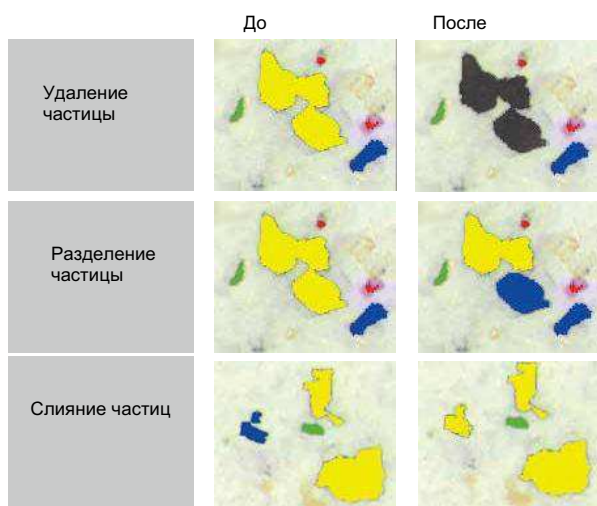 До После
Удаление
частицы
Разделение
частицы
Слияние частиц